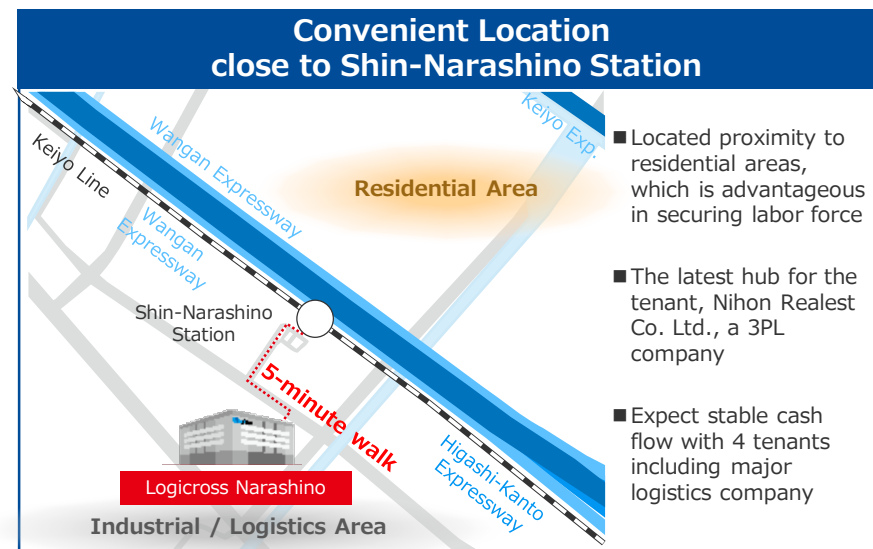 Convenient Location
close to Shin-Narashino Station
Keiyo Line
Wangan Expressway
Keiyo Exp.
Residential Area
Wangan
Expressway
Shin-Narashino
Station
5-minute walk
Higashi-Kanto
Expressway
Logicross Narashino
Industrial / Logistics Area
■ Located proximity to
residential areas,
which is advantageous
in securing labor force
■ The latest hub for the
tenant, Nihon Realest
Co. Ltd., a 3PL
company
■ Expect stable cash
flow with 4 tenants
including major
logistics company